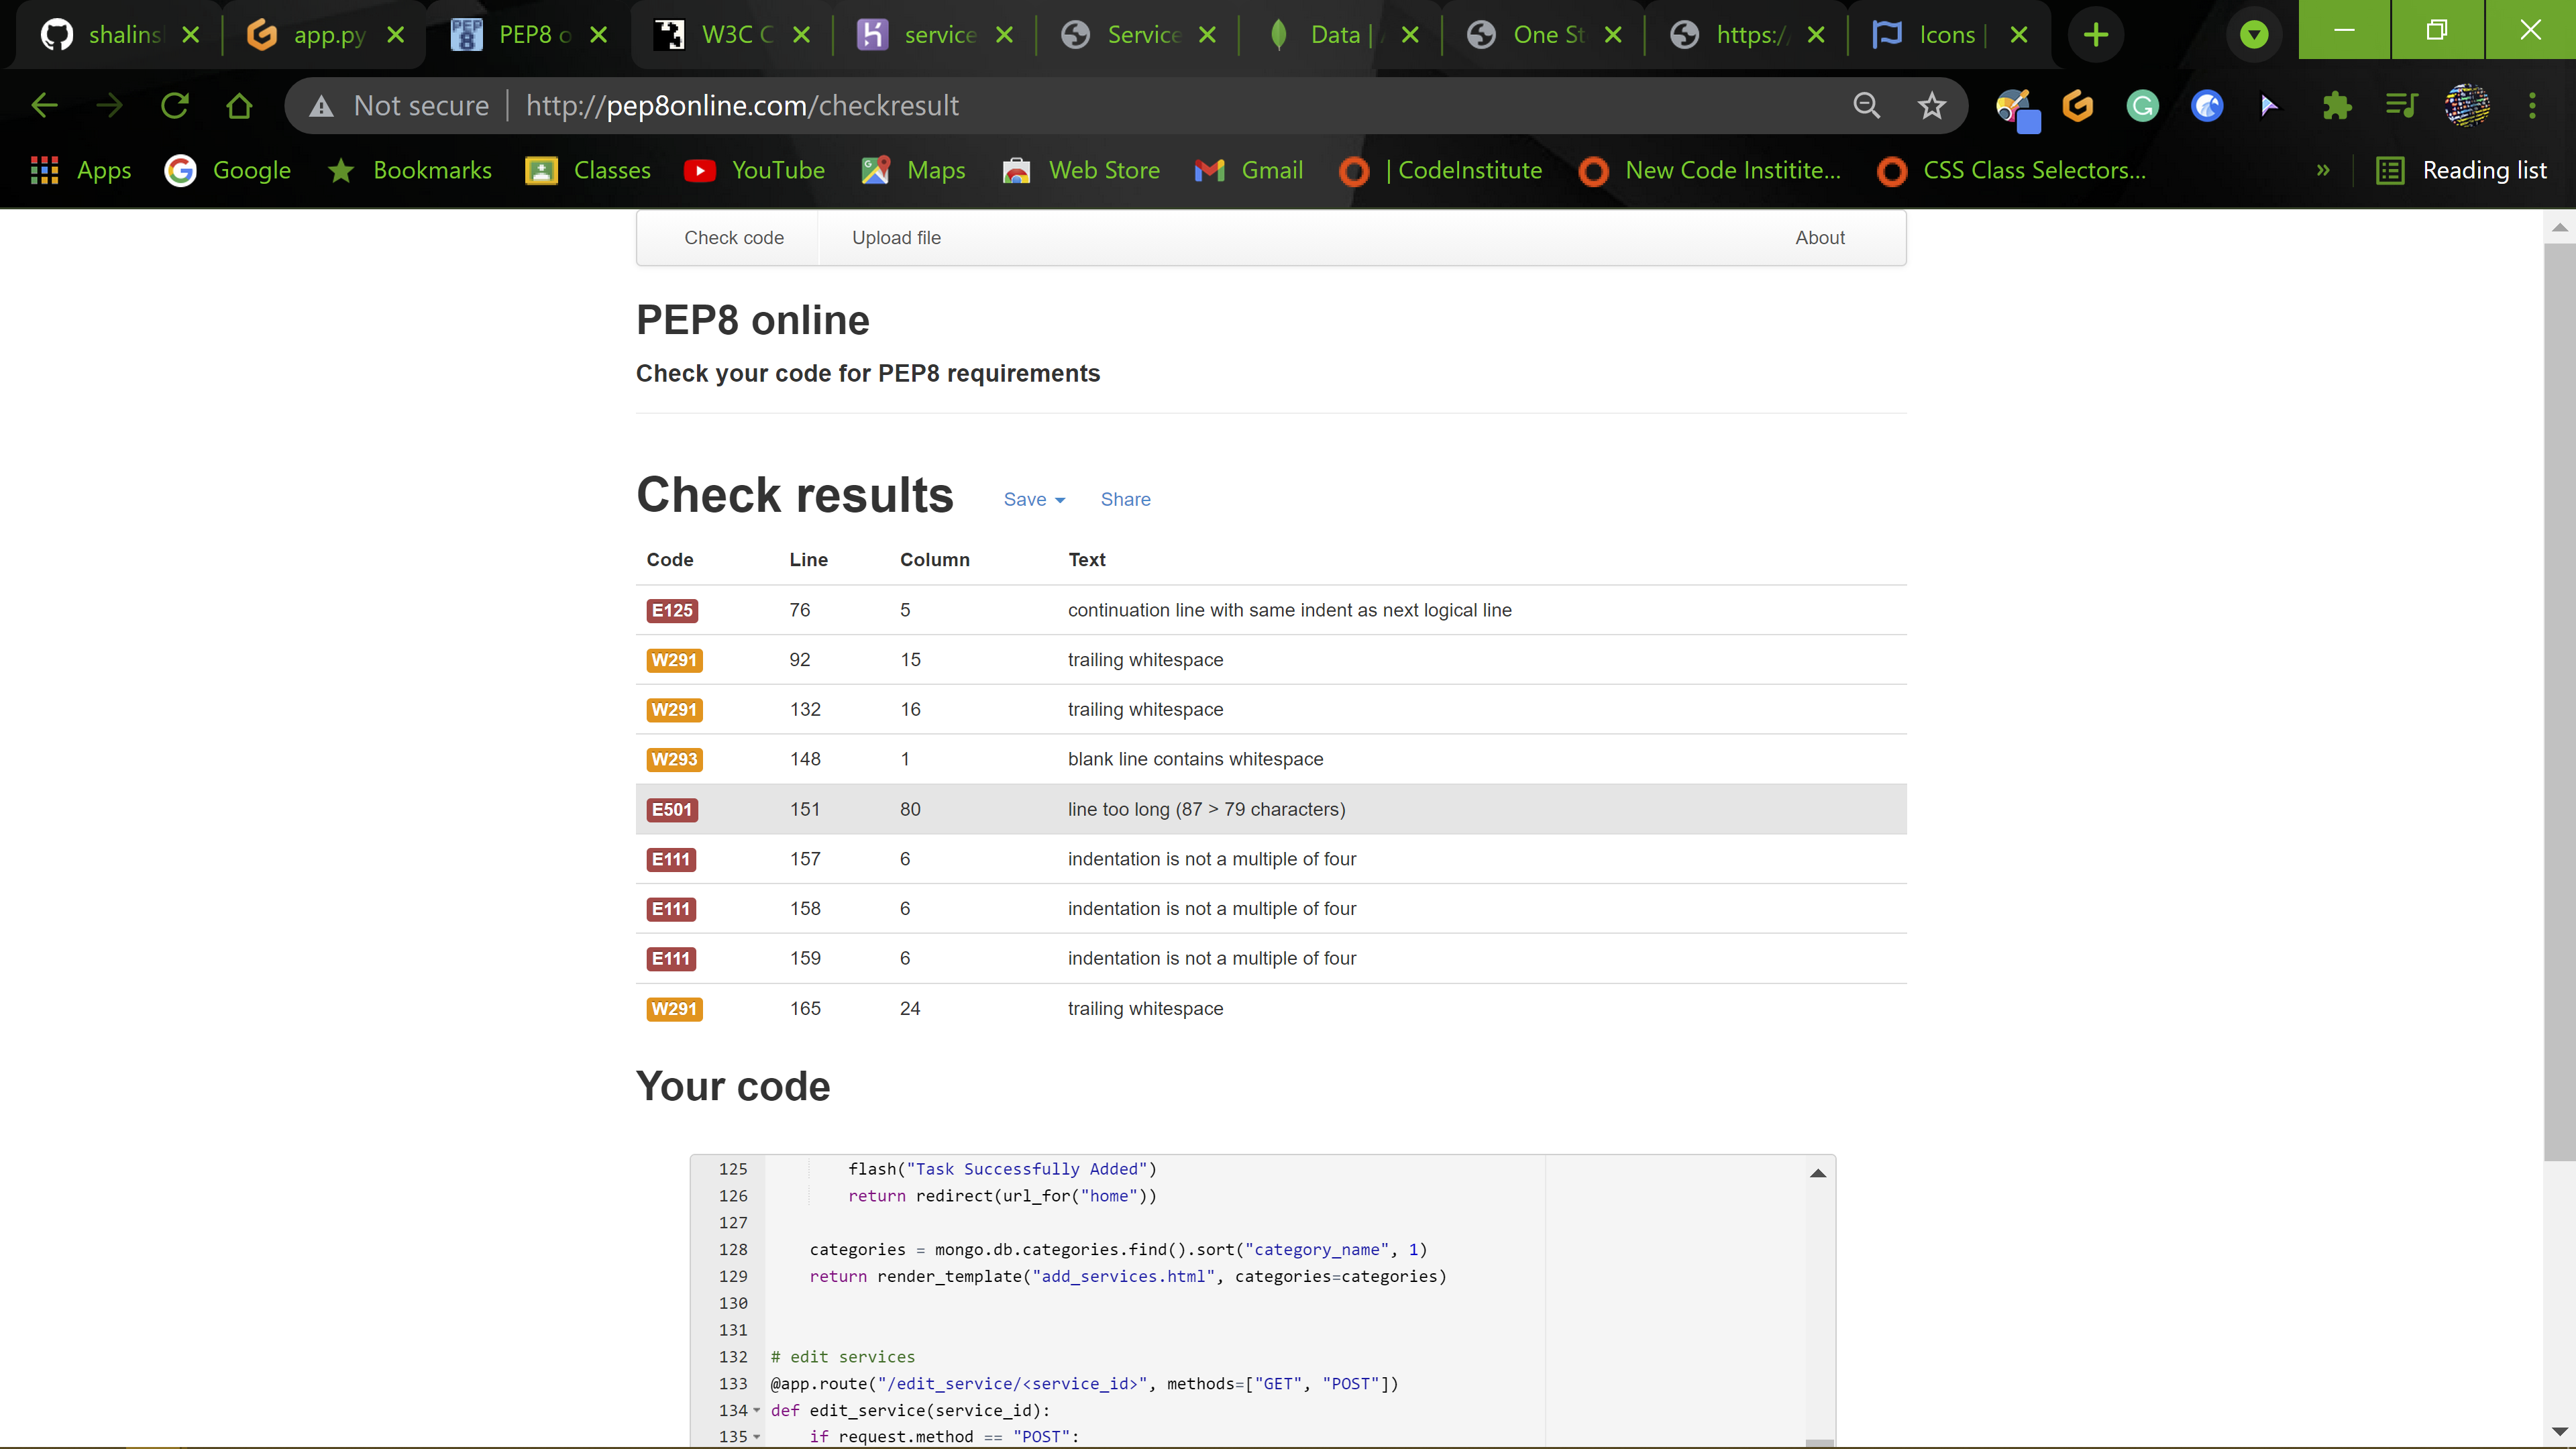 shalins app.py PEP8 o W3C C service Service Data | One St https:/ Icons |
Not secure http://pep8online.com/checkresult
Apps Google Bookmarks Classes YouTube Maps Web Store Gmail | CodeInstitute New Code Institite... CSS Class Selectors... » Reading list
Check code Upload file About
PEP8 online
Check your code for PEP8 requirements
Check results Save Share
Code Line Column Text
E125 76 5 continuation line with same indent as next logical line
W291 92 15 trailing whitespace
W291 132 16 trailing whitespace
W293 148 1 blank line contains whitespace
E501 151 80 line too long (87 > 79 characters)
E111 157 6 indentation is not a multiple of four
E111 158 6 indentation is not a multiple of four
E111 159 6 indentation is not a multiple of four
W291 165 24 trailing whitespace
Your code
125 flash("Task Successfully Added")
126 return redirect(url_for("home"))
127
128 categories = mongo.db.categories.find().sort("category_name", 1)
129 return render_template("add_services.html", categories=categories)
130
131
132 # edit services
133 @app.route("/edit_service/<service_id>", methods=["GET", "POST"])
134 def edit_service(service_id):
135 if request.method == "POST":